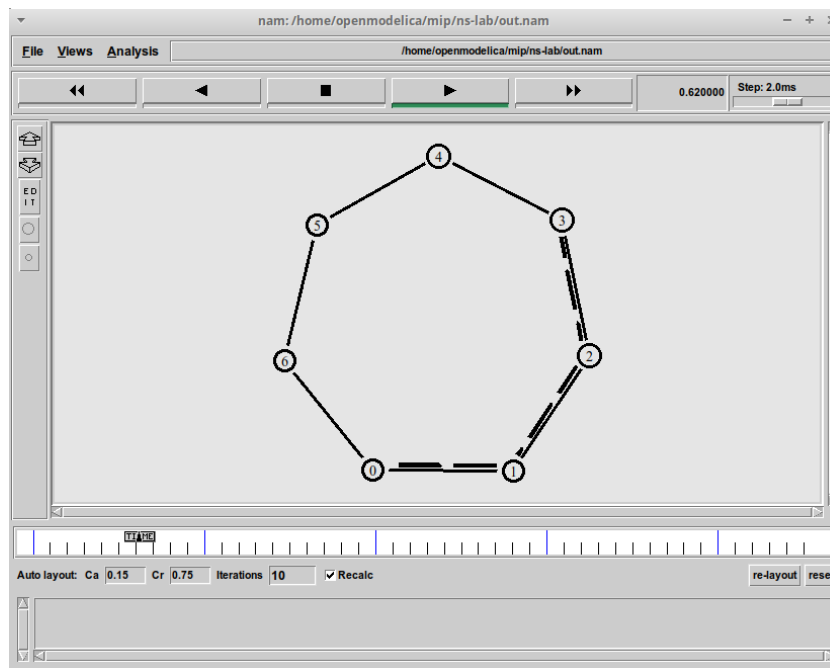 nam: /home/openmodelica/mip/ns-lab/out.nam
File Views Analysis /home/openmodelica/mip/ns-lab/out.nam
0.620000 Step: 2.0ms
E D
I T
4
3
5
2
6
0
1
TIME
Auto layout: Ca 0.15 Cr 0.75 Iterations 10 Recalc re-layout rese